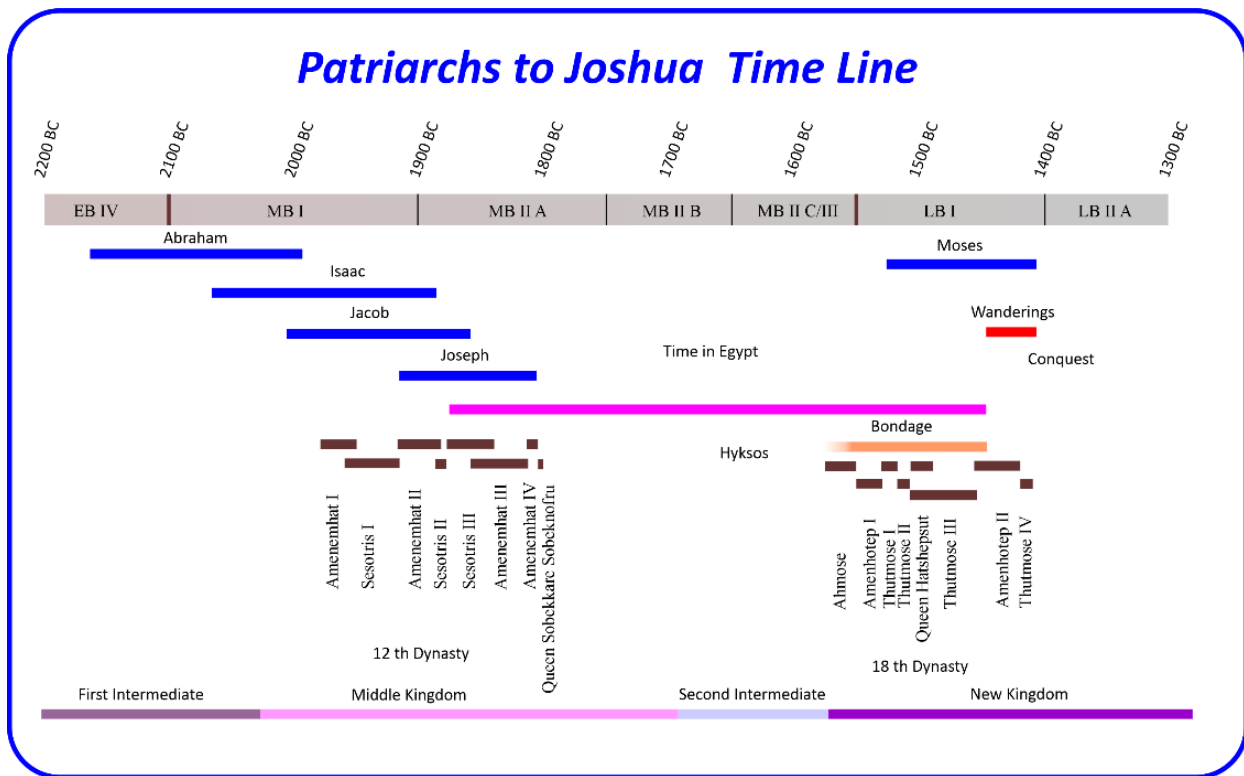 Patriarchs to Joshua Time Line
2200 BC
2100 BC
2000 BC
1900 BC
1800 BC
1700 BC
1600 BC
1500 BC
1400 BC
1300 BC
EB IV
MB I
MB II A
MB II B
MB II C/III
LB I
LB II A
Abraham
Moses
Isaac
Jacob
Wanderings
Joseph
Time in Egypt
Conquest
Bondage
Hyksos
Amenemhat I
Sesotris I
Amenemhat II
Sesotris II
Sesotris III
Amenemhat III
Amenemhat IV
Queen Sobekkare Sobeknofru
Ahmose
Amenhotep I
Thutmose I
Thutmose II
Queen Hatshepsut
Thutmose III
Amenhotep II
Thutmose IV
12 th Dynasty
18 th Dynasty
First Intermediate
Middle Kingdom
Second Intermediate
New Kingdom